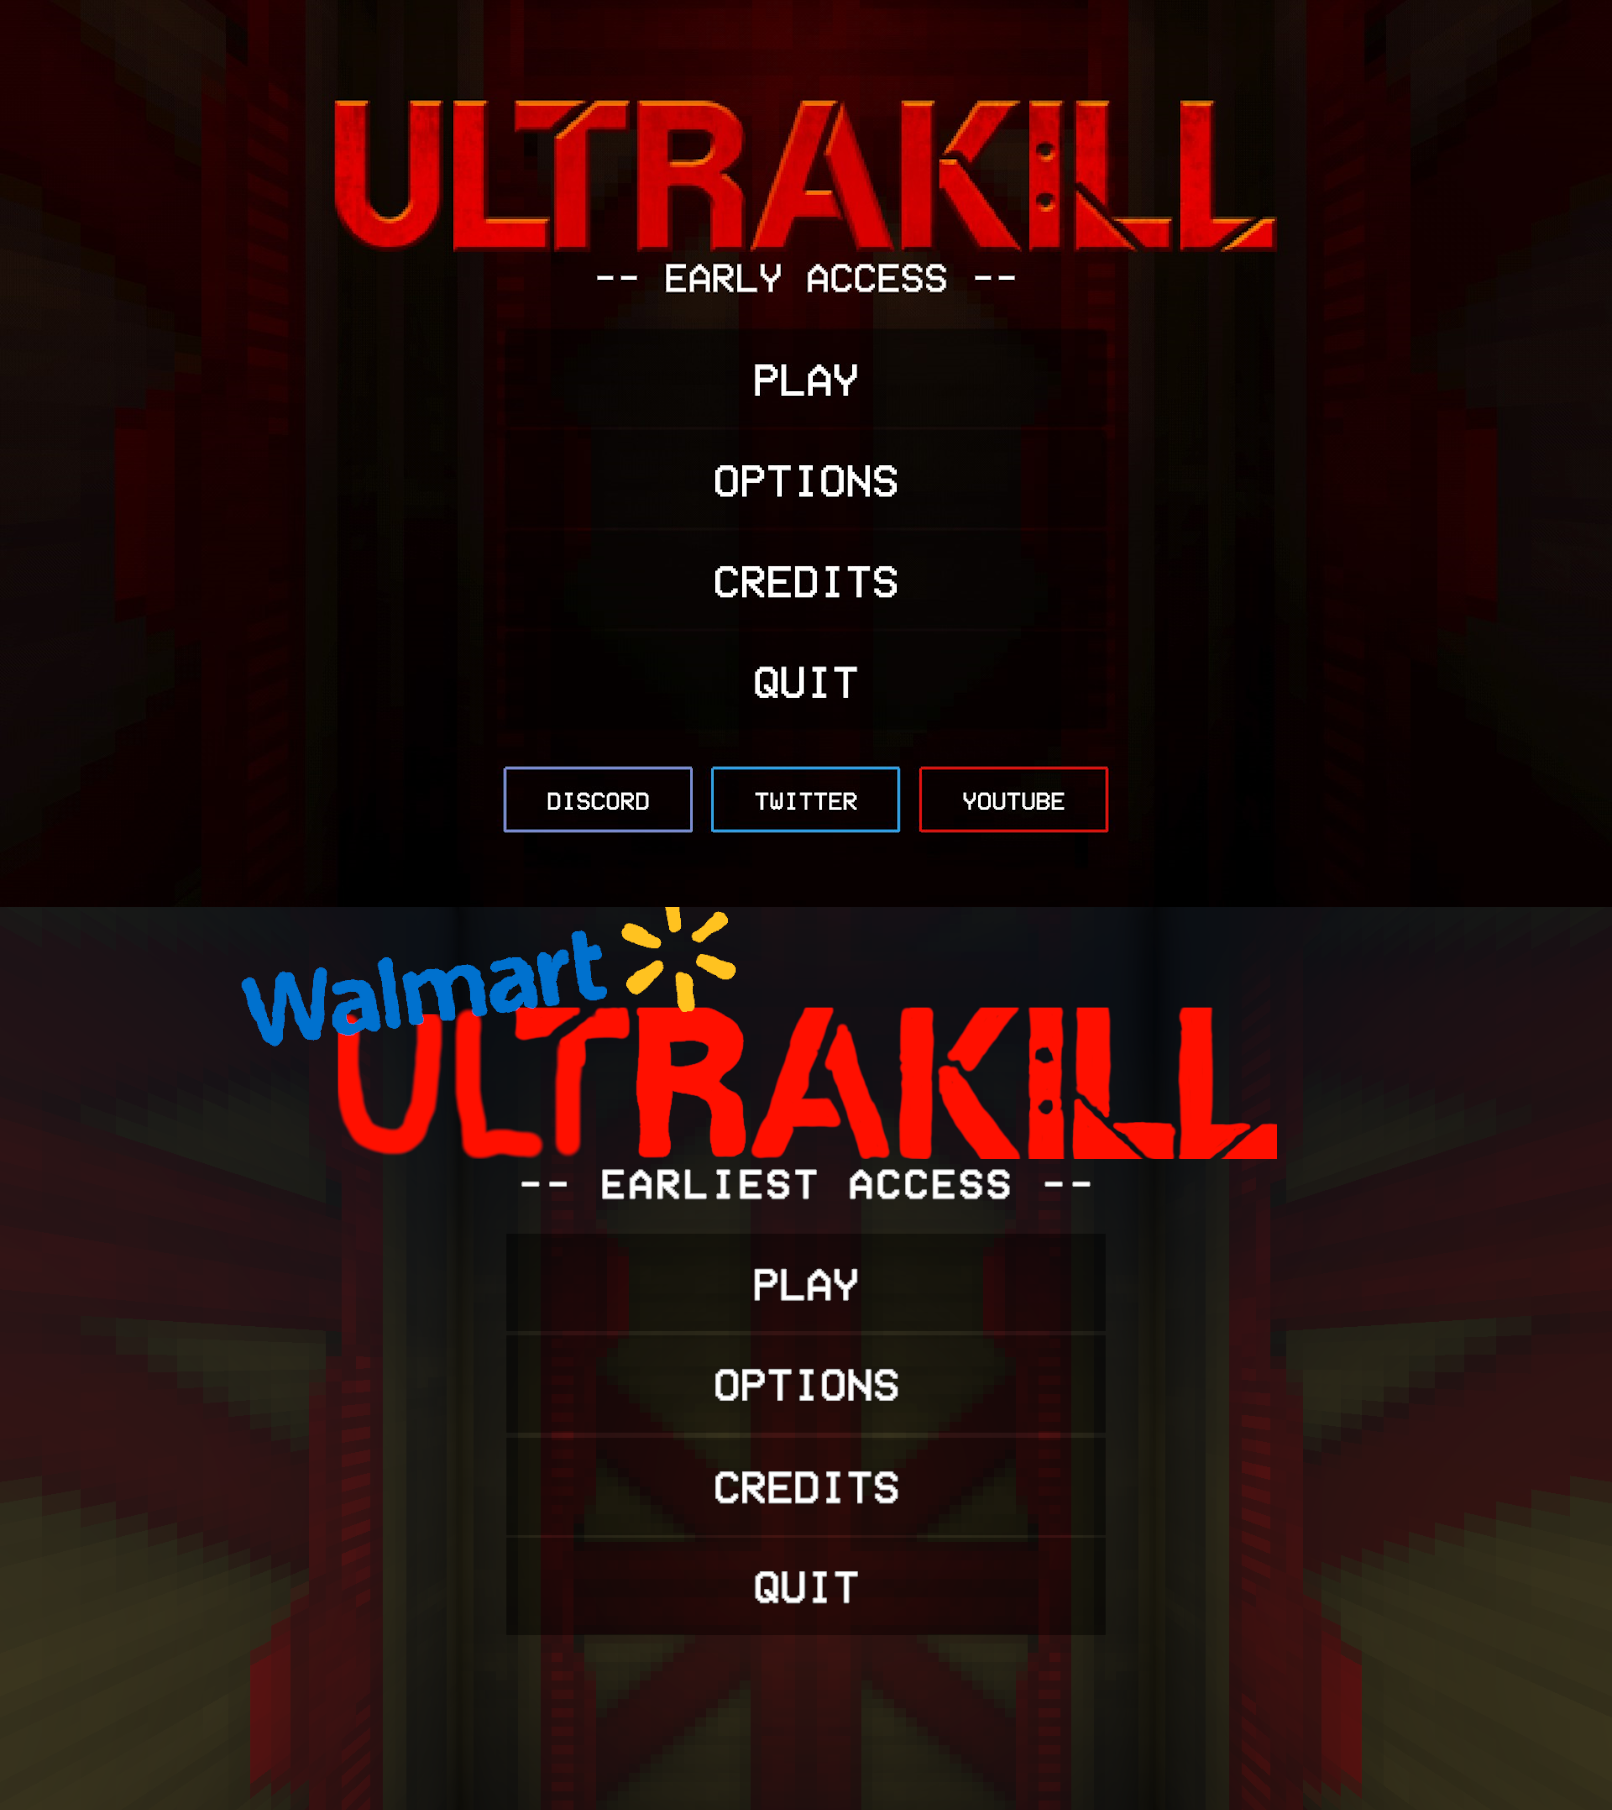 ULTRAKILL
-- EARLY ACCESS --
PLAY
OPTIONS
CREDITS
QUIT
DISCORD TWITTER YOUTUBE
Walmart
ULTRAKILL
-- EARLIEST ACCESS --
PLAY
OPTIONS
CREDITS
QUIT